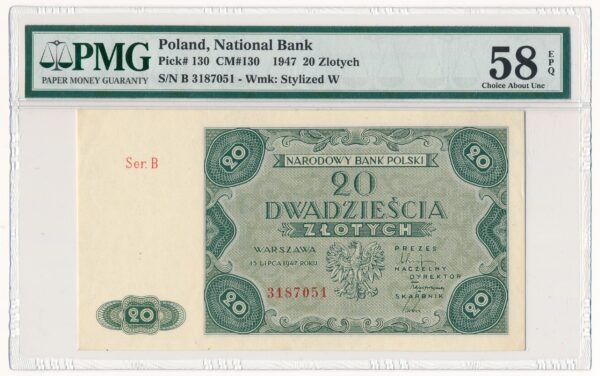 PMG
PAPER MONEY GUARANTY
Poland, National Bank
Pick# 130 CM#130 1947 20 Zlotych
S/N B 3187051 - Wmk: Stylized W
58 EPQ
Choice About Unc
Ser. B
20
20
NARODOWY BANK POLSKI
20
DWADZIEŚCIA
ZŁOTYCH
WARSZAWA
15 LIPCA 1947 ROKU
PREZES
NACZELNY
DYREKTOR
SKARBNIK
3187051
20
20
20